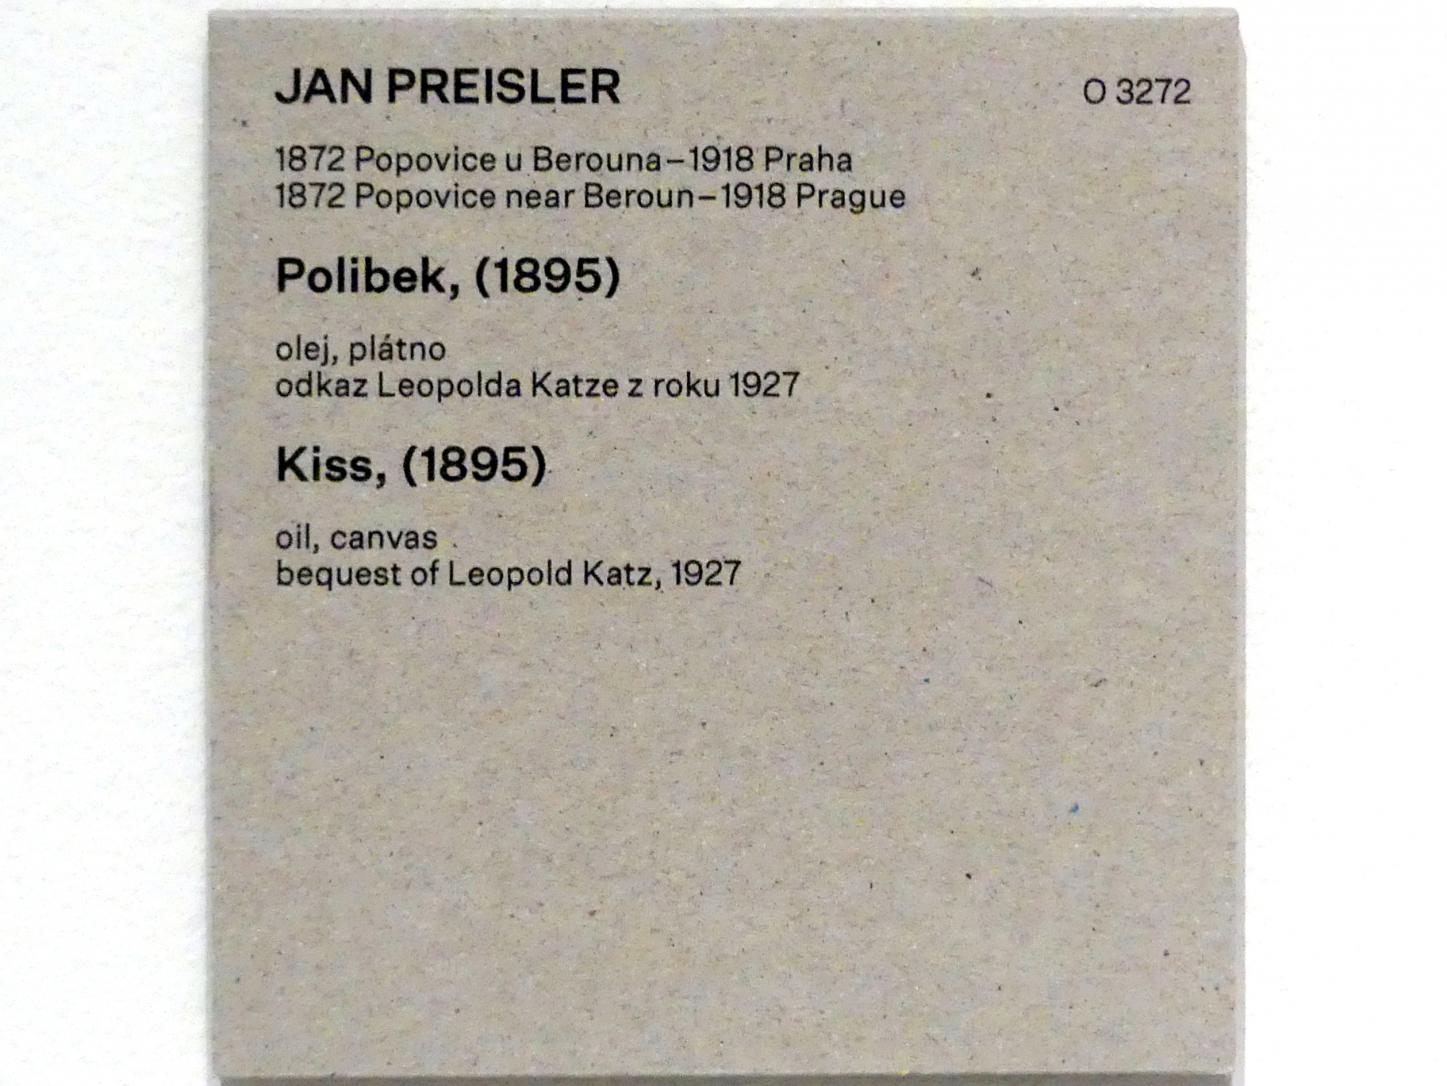 JAN PREISLER O 3272
1872 Popovice u Berouna–1918 Praha
1872 Popovice near Beroun–1918 Prague
Polibek, (1895)
olej, plátno
odkaz Leopolda Katze z roku 1927
Kiss, (1895)
oil, canvas
bequest of Leopold Katz, 1927